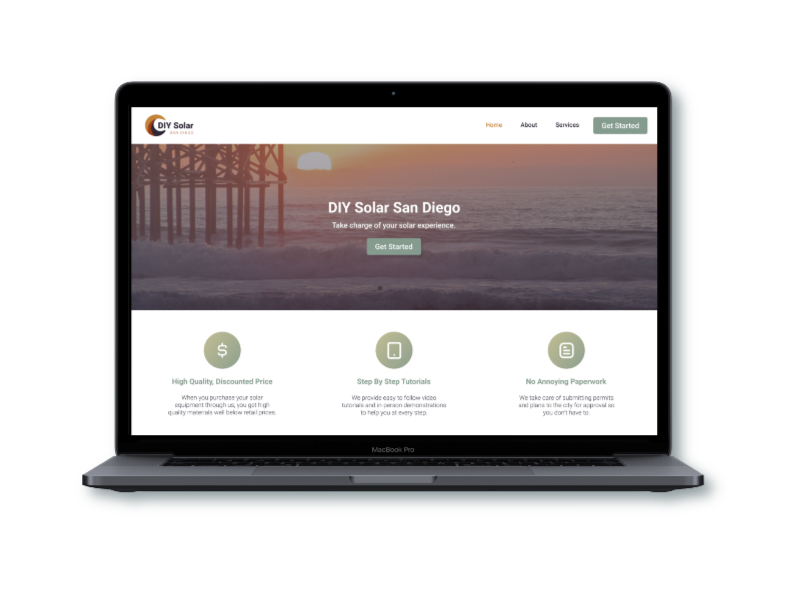 DIY Solar
SAN DIEGO
Home
About
Services
Get Started
DIY Solar San Diego
Take charge of your solar experience.
Get Started
$
High Quality, Discounted Price
When you purchase your solar
equipment through us, you get high
quality materials well below retail prices.
Step By Step Tutorials
We provide easy to follow video
tutorials and in-person demonstrations
to help you at every step.
No Annoying Paperwork
We take care of submitting permits
and plans to the city for approval so
you don't have to.
MacBook Pro